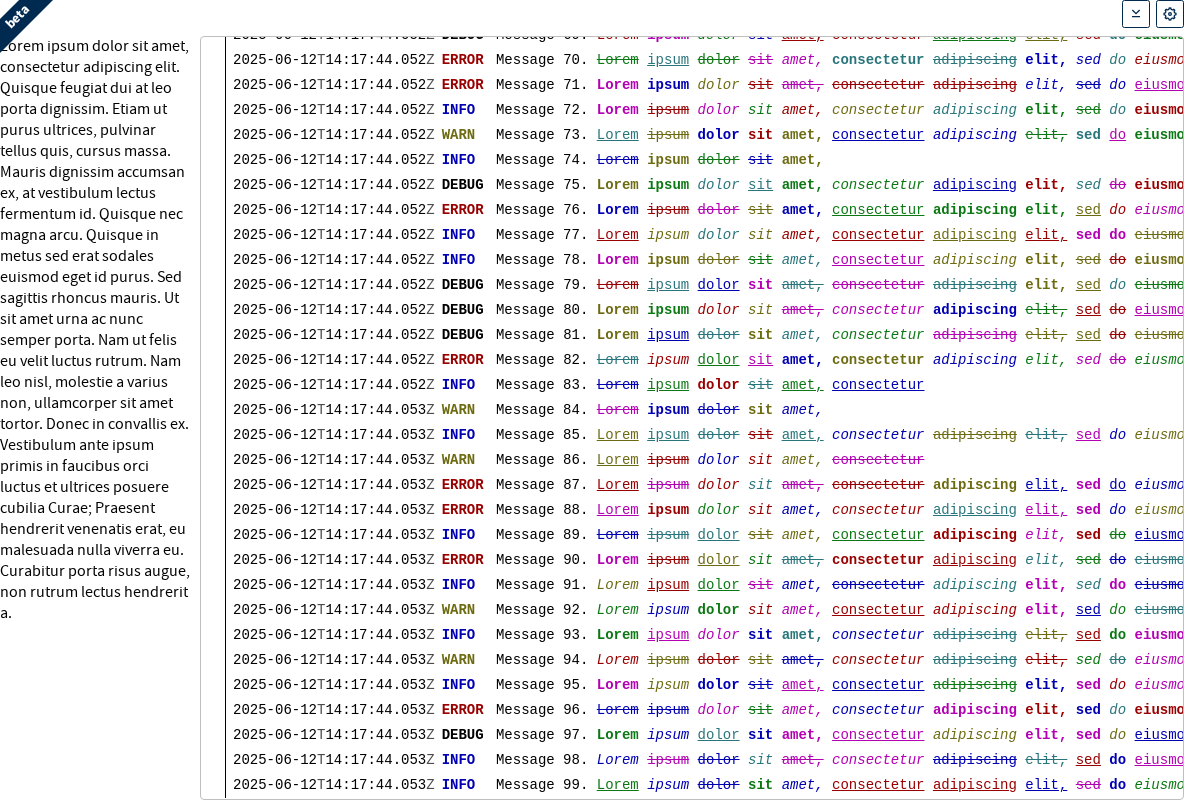 beta
Lorem ipsum dolor sit amet,
consectetur adipiscing elit.
Quisque feugiat dui at leo
porta dignissim. Etiam ut
purus ultrices, pulvinar
tellus quis, cursus massa.
Mauris dignissim accumsan
ex, at vestibulum lectus
fermentum id. Quisque nec
magna arcu. Quisque in
metus sed erat sodales
euismod eget id purus. Sed
sagittis rhoncus mauris. Ut
sit amet urna ac nunc
semper porta. Nam ut felis
eu velit luctus rutrum. Nam
leo nisl, molestie a varius
non, ullamcorper sit amet
tortor. Donec in convallis ex.
Vestibulum ante ipsum
primis in faucibus orci
luctus et ultrices posuere
cubilia Curae; Praesent
hendrerit venenatis erat, eu
malesuada nulla viverra eu.
Curabitur porta risus augue,
non rutrum lectus hendrerit
a.
2025-06-12T14:17:44.052Z ERROR Message 70. Lorem ipsum dolor sit amet, consectetur adipiscing elit, sed do eiusmo
2025-06-12T14:17:44.052Z ERROR Message 71. Lorem ipsum dolor sit amet, consectetur adipiscing elit, sed do eiusmo
2025-06-12T14:17:44.052Z INFO Message 72. Lorem ipsum dolor sit amet, consectetur adipiscing elit, sed do eiusmo
2025-06-12T14:17:44.052Z WARN Message 73. Lorem ipsum dolor sit amet, consectetur adipiscing elit, sed do eiusmo
2025-06-12T14:17:44.052Z INFO Message 74. Lorem ipsum dolor sit amet,
2025-06-12T14:17:44.052Z DEBUG Message 75. Lorem ipsum dolor sit amet, consectetur adipiscing elit, sed do eiusmo
2025-06-12T14:17:44.052Z ERROR Message 76. Lorem ipsum dolor sit amet, consectetur adipiscing elit, sed do eiusmo
2025-06-12T14:17:44.052Z INFO Message 77. Lorem ipsum dolor sit amet, consectetur adipiscing elit, sed do eiusmo
2025-06-12T14:17:44.052Z INFO Message 78. Lorem ipsum dolor sit amet, consectetur adipiscing elit, sed do eiusmo
2025-06-12T14:17:44.052Z DEBUG Message 79. Lorem ipsum dolor sit amet, consectetur adipiscing elit, sed do eiusmo
2025-06-12T14:17:44.052Z DEBUG Message 80. Lorem ipsum dolor sit amet, consectetur adipiscing elit, sed do eiusmo
2025-06-12T14:17:44.052Z DEBUG Message 81. Lorem ipsum dolor sit amet, consectetur adipiscing elit, sed do eiusmo
2025-06-12T14:17:44.052Z ERROR Message 82. Lorem ipsum dolor sit amet, consectetur adipiscing elit, sed do eiusmo
2025-06-12T14:17:44.052Z INFO Message 83. Lorem ipsum dolor sit amet, consectetur
2025-06-12T14:17:44.053Z WARN Message 84. Lorem ipsum dolor sit amet,
2025-06-12T14:17:44.053Z INFO Message 85. Lorem ipsum dolor sit amet, consectetur adipiscing elit, sed do eiusmo
2025-06-12T14:17:44.053Z WARN Message 86. Lorem ipsum dolor sit amet, consectetur
2025-06-12T14:17:44.053Z ERROR Message 87. Lorem ipsum dolor sit amet, consectetur adipiscing elit, sed do eiusmo
2025-06-12T14:17:44.053Z ERROR Message 88. Lorem ipsum dolor sit amet, consectetur adipiscing elit, sed do eiusmo
2025-06-12T14:17:44.053Z INFO Message 89. Lorem ipsum dolor sit amet, consectetur adipiscing elit, sed do eiusmo
2025-06-12T14:17:44.053Z ERROR Message 90. Lorem ipsum dolor sit amet, consectetur adipiscing elit, sed do eiusmo
2025-06-12T14:17:44.053Z INFO Message 91. Lorem ipsum dolor sit amet, consectetur adipiscing elit, sed do eiusmo
2025-06-12T14:17:44.053Z WARN Message 92. Lorem ipsum dolor sit amet, consectetur adipiscing elit, sed do eiusmo
2025-06-12T14:17:44.053Z INFO Message 93. Lorem ipsum dolor sit amet, consectetur adipiscing elit, sed do eiusmo
2025-06-12T14:17:44.053Z WARN Message 94. Lorem ipsum dolor sit amet, consectetur adipiscing elit, sed do eiusmo
2025-06-12T14:17:44.053Z INFO Message 95. Lorem ipsum dolor sit amet, consectetur adipiscing elit, sed do eiusmo
2025-06-12T14:17:44.053Z ERROR Message 96. Lorem ipsum dolor sit amet, consectetur adipiscing elit, sed do eiusmo
2025-06-12T14:17:44.053Z DEBUG Message 97. Lorem ipsum dolor sit amet, consectetur adipiscing elit, sed do eiusmo
2025-06-12T14:17:44.053Z INFO Message 98. Lorem ipsum dolor sit amet, consectetur adipiscing elit, sed do eiusmo
2025-06-12T14:17:44.053Z INFO Message 99. Lorem ipsum dolor sit amet, consectetur adipiscing elit, sed do eiusmo